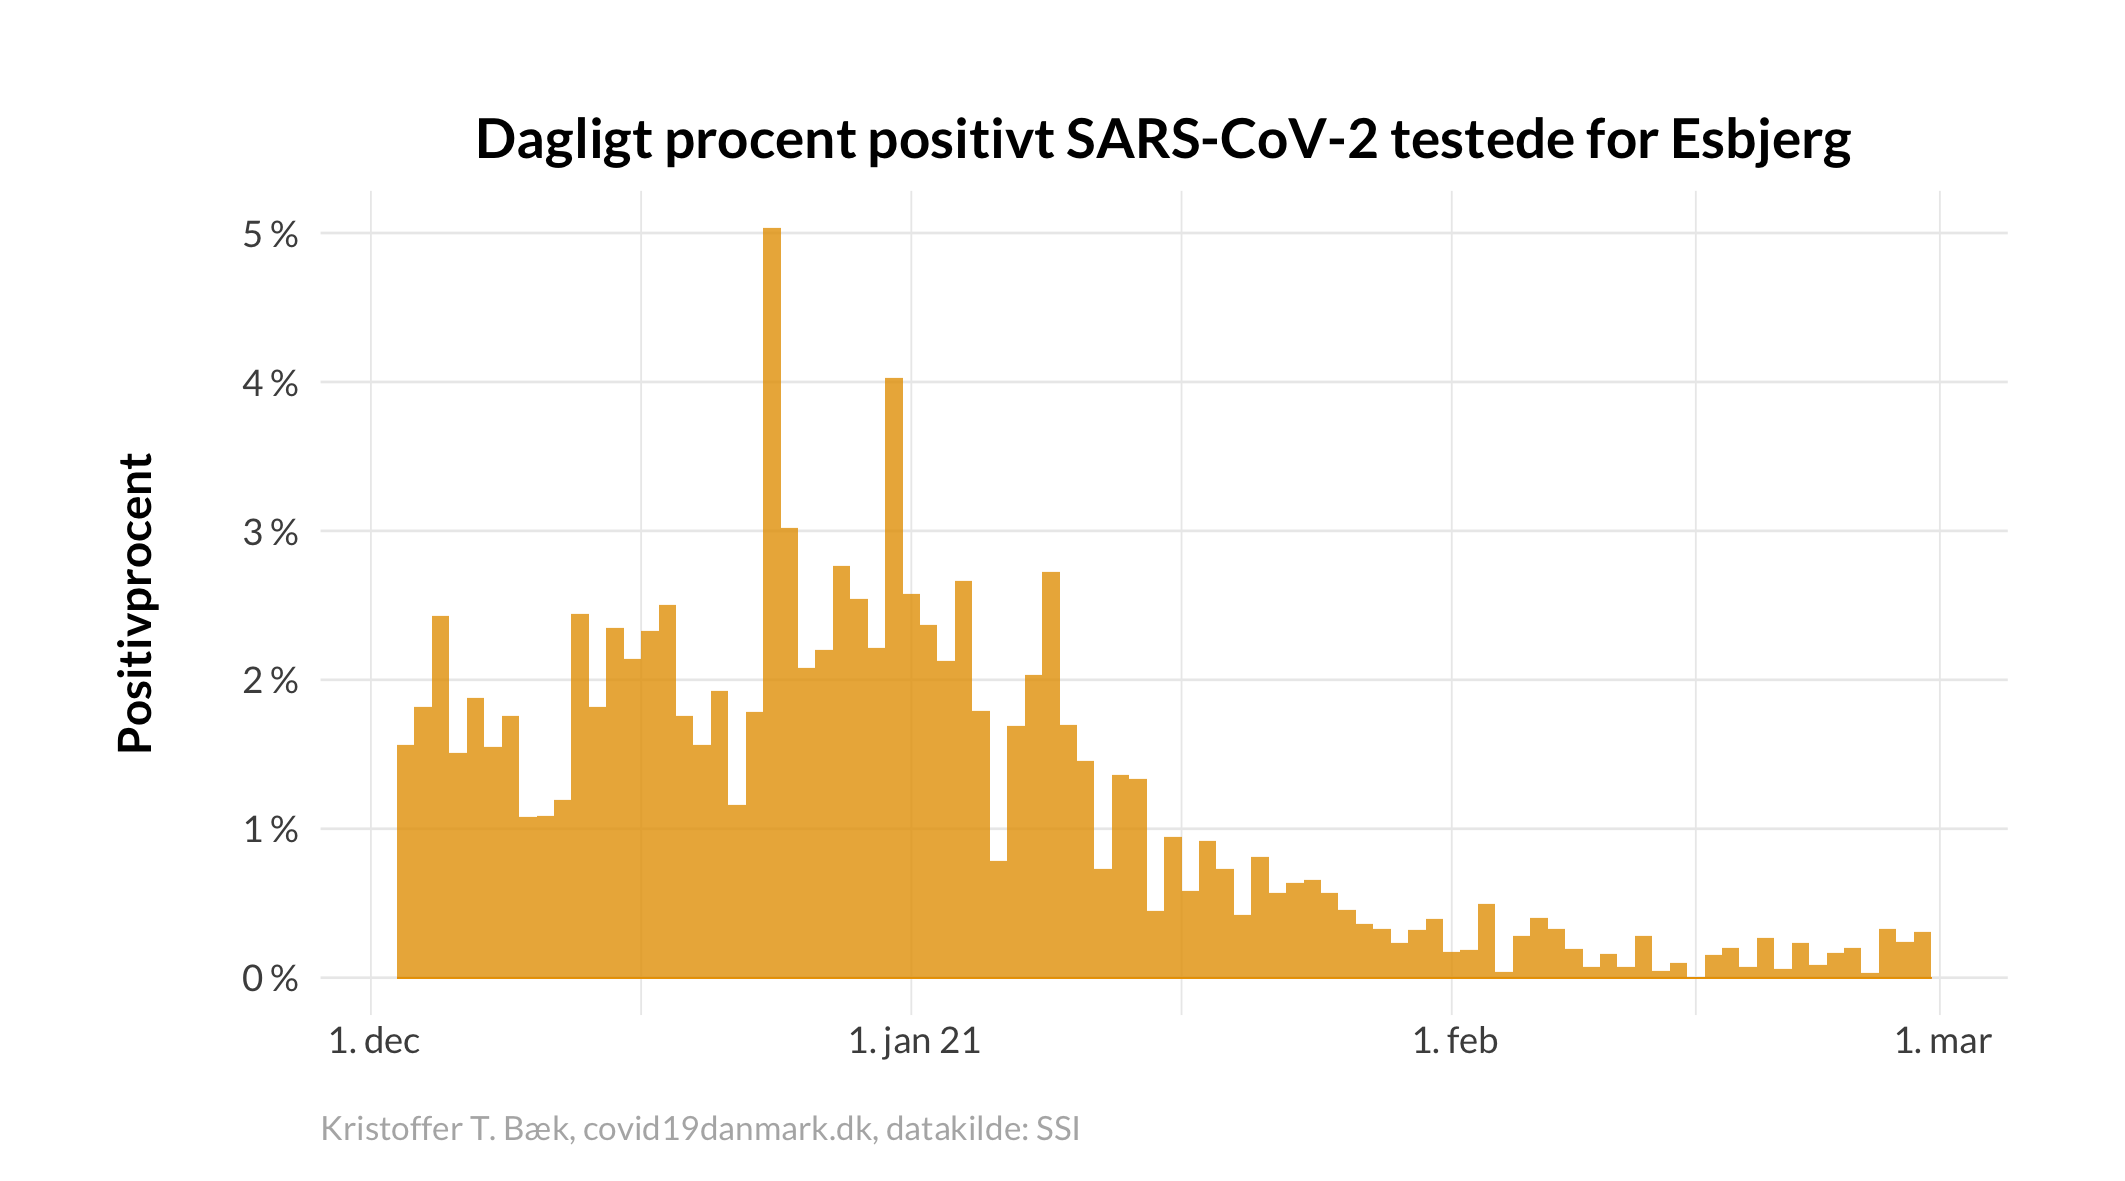 Dagligt procent positivt SARS-CoV-2 testede for Esbjerg
Positivprocent
5 %
4 %
3 %
2 %
1 %
0 %
1. dec
1. jan 21
1. feb
1. mar
Kristoffer T. Bæk, covid19danmark.dk, datakilde: SSI